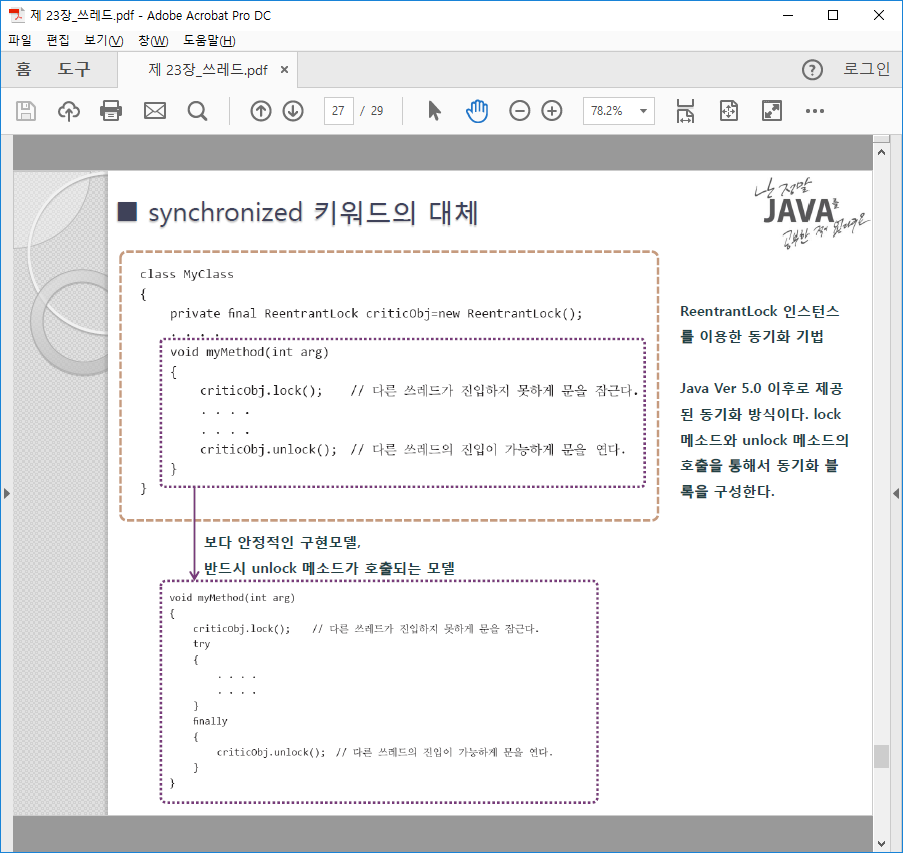 제 23장_쓰레드.pdf - Adobe Acrobat Pro DC
파일 편집 보기(V) 창(W) 도움말(H)
홈 도구 제 23장_쓰레드.pdf × ? 로그인
27 / 29 78.2%
난 정말
JAVA를
공부한 적이 없다구요
■ synchronized 키워드의 대체
class MyClass
{
private final ReentrantLock criticObj=new ReentrantLock();
. . . .
void myMethod(int arg)
{
criticObj.lock(); // 다른 쓰레드가 진입하지 못하게 문을 잠근다.
. . . .
. . . .
criticObj.unlock(); // 다른 쓰레드의 진입이 가능하게 문을 연다.
}
}
ReentrantLock 인스턴스
를 이용한 동기화 기법
Java Ver 5.0 이후로 제공
된 동기화 방식이다. lock
메소드와 unlock 메소드의
호출을 통해서 동기화 블
록을 구성한다.
보다 안정적인 구현모델,
반드시 unlock 메소드가 호출되는 모델
void myMethod(int arg)
{
criticObj.lock(); // 다른 쓰레드가 진입하지 못하게 문을 잠근다.
try
{
. . . .
. . . .
}
finally
{
criticObj.unlock(); // 다른 쓰레드의 진입이 가능하게 문을 연다.
}
}